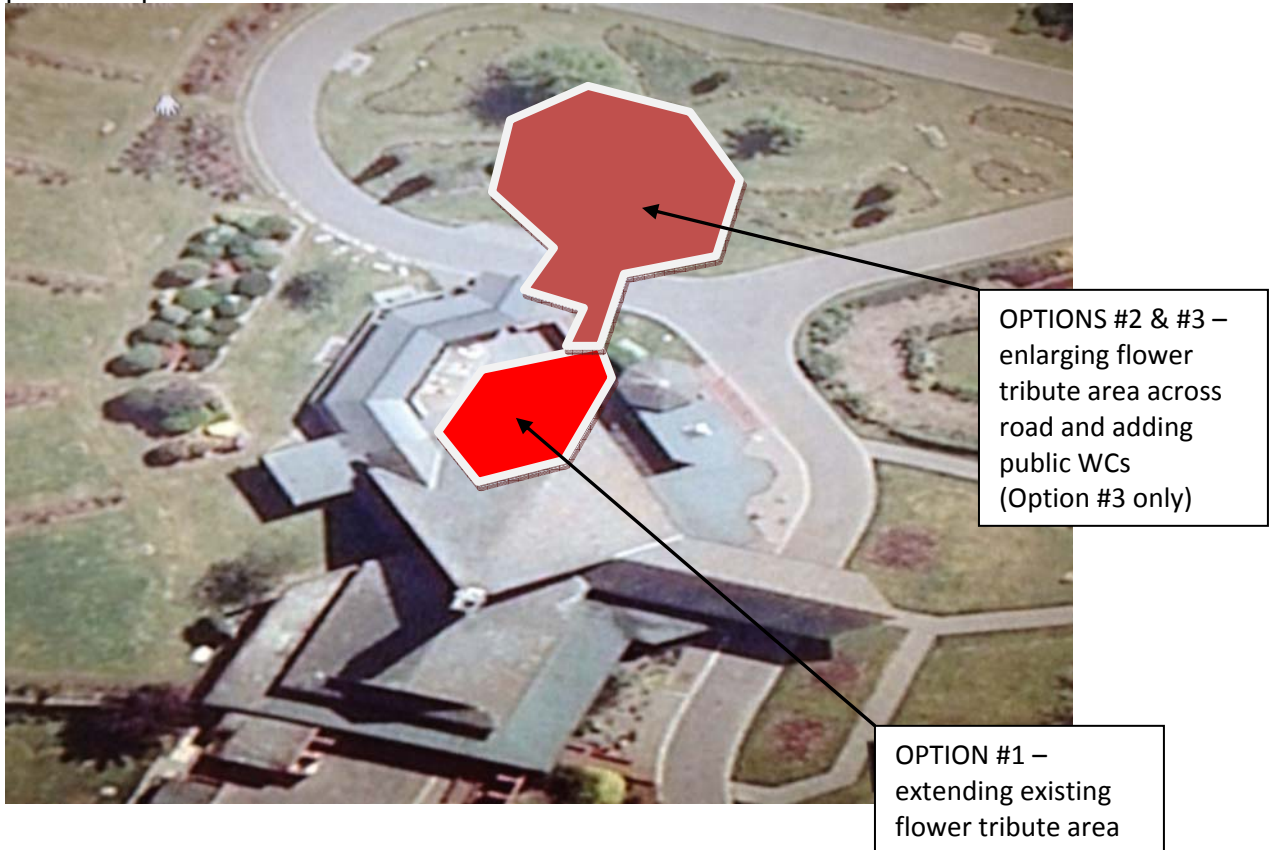 OPTIONS #2 & #3 –
enlarging flower
tribute area across
road and adding
public WCs
(Option #3 only)
OPTION #1 –
extending existing
flower tribute area